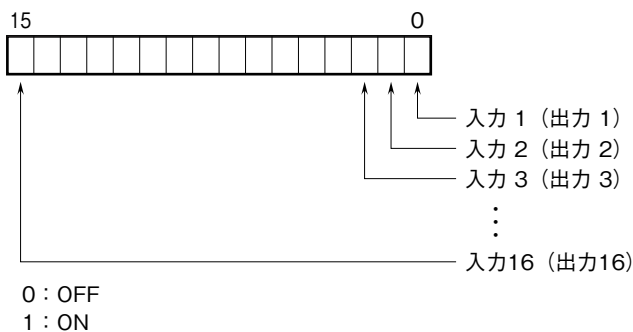 15 0
入力 1（出力 1）
入力 2（出力 2）
入力 3（出力 3）
⋮
入力16（出力16）
0：OFF
1：ON